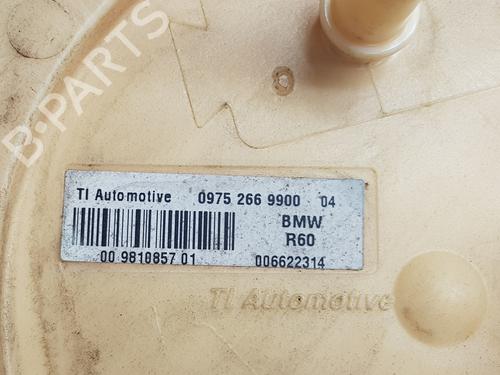 B-PARTS
TI Automotive 0975 266 9900 04
BMW
R60
00 9810857 01 006622314
TI Automotive